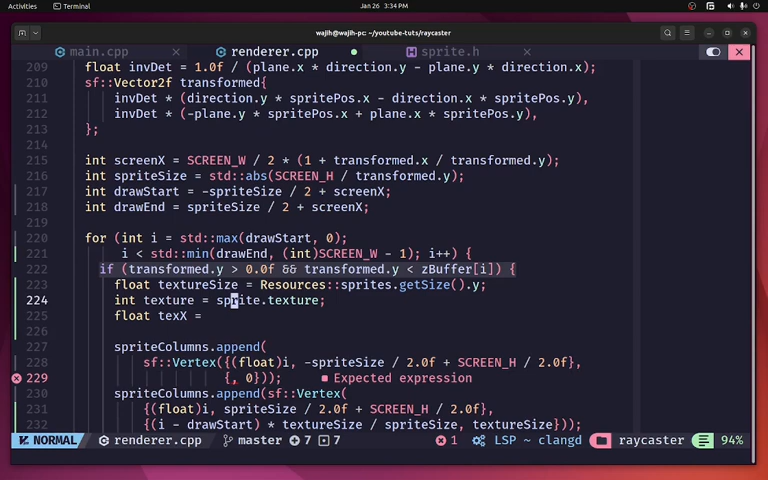 Activities Terminal Jan 26 3:34 PM
wajih@wajih-pc: ~/youtube-tuts/raycaster
main.cpp renderer.cpp sprite.h
209 float invDet = 1.0f / (plane.x * direction.y - plane.y * direction.x);
210 sf::Vector2f transformed{
211 invDet * (direction.y * spritePos.x - direction.x * spritePos.y),
212 invDet * (-plane.y * spritePos.x + plane.x * spritePos.y),
213 };
214
215 int screenX = SCREEN_W / 2 * (1 + transformed.x / transformed.y);
216 int spriteSize = std::abs(SCREEN_H / transformed.y);
217 int drawStart = -spriteSize / 2 + screenX;
218 int drawEnd = spriteSize / 2 + screenX;
219
220 for (int i = std::max(drawStart, 0);
221 i < std::min(drawEnd, (int)SCREEN_W - 1); i++) {
222 if (transformed.y > 0.0f && transformed.y < zBuffer[i]) {
223 float textureSize = Resources::sprites.getSize().y;
224 int texture = sprite.texture;
225 float texX =
226
227 spriteColumns.append(
228 sf::Vertex({(float)i, -spriteSize / 2.0f + SCREEN_H / 2.0f},
229 {, 0})); ■ Expected expression
230 spriteColumns.append(sf::Vertex(
231 {(float)i, spriteSize / 2.0f + SCREEN_H / 2.0f},
232 {(i - drawStart) * textureSize / spriteSize, textureSize}));
NORMAL renderer.cpp master 7 7 1 LSP ~ clangd raycaster 94%